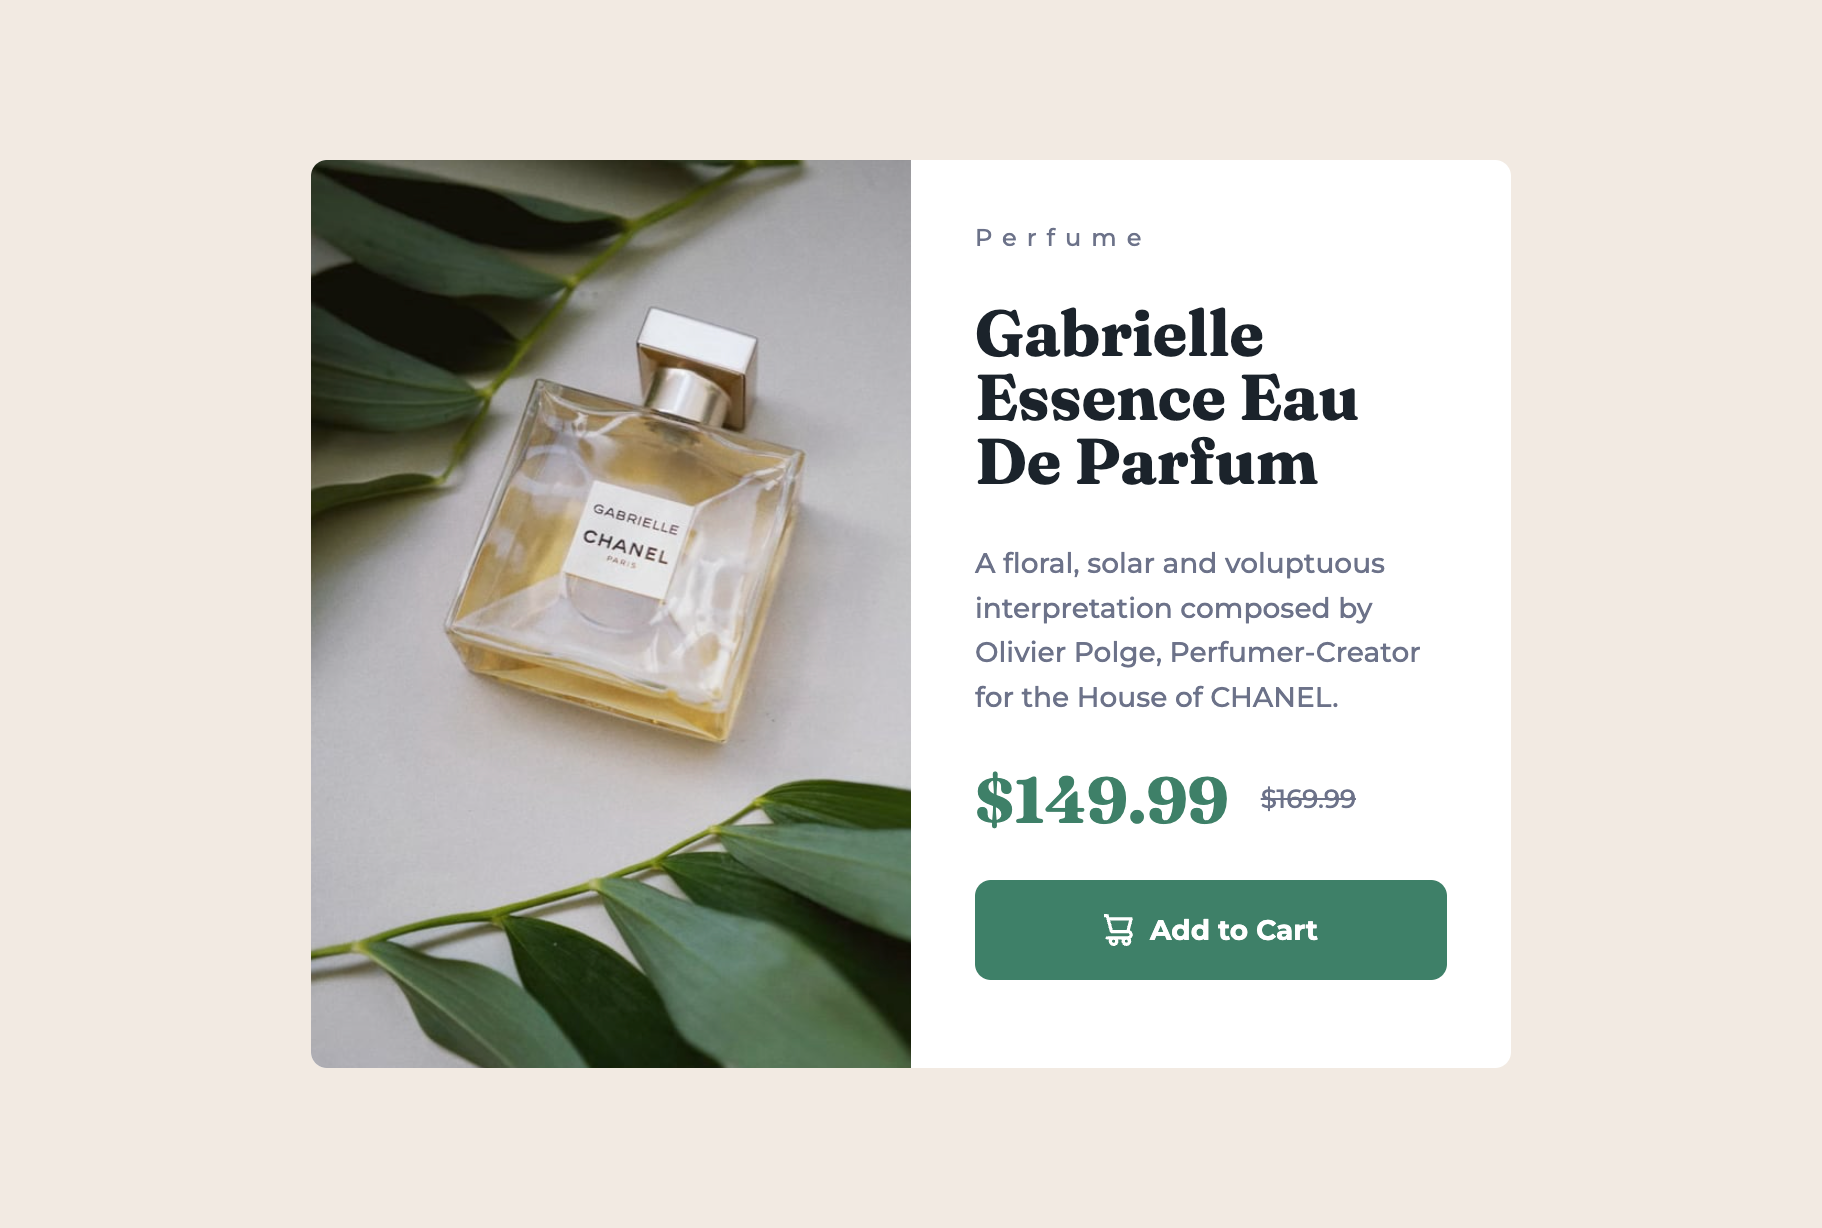 GABRIELLE
CHANEL
PARIS
Perfume
Gabrielle
Essence Eau
De Parfum
A floral, solar and voluptuous
interpretation composed by
Olivier Polge, Perfumer-Creator
for the House of CHANEL.
$149.99 $169.99
Add to Cart